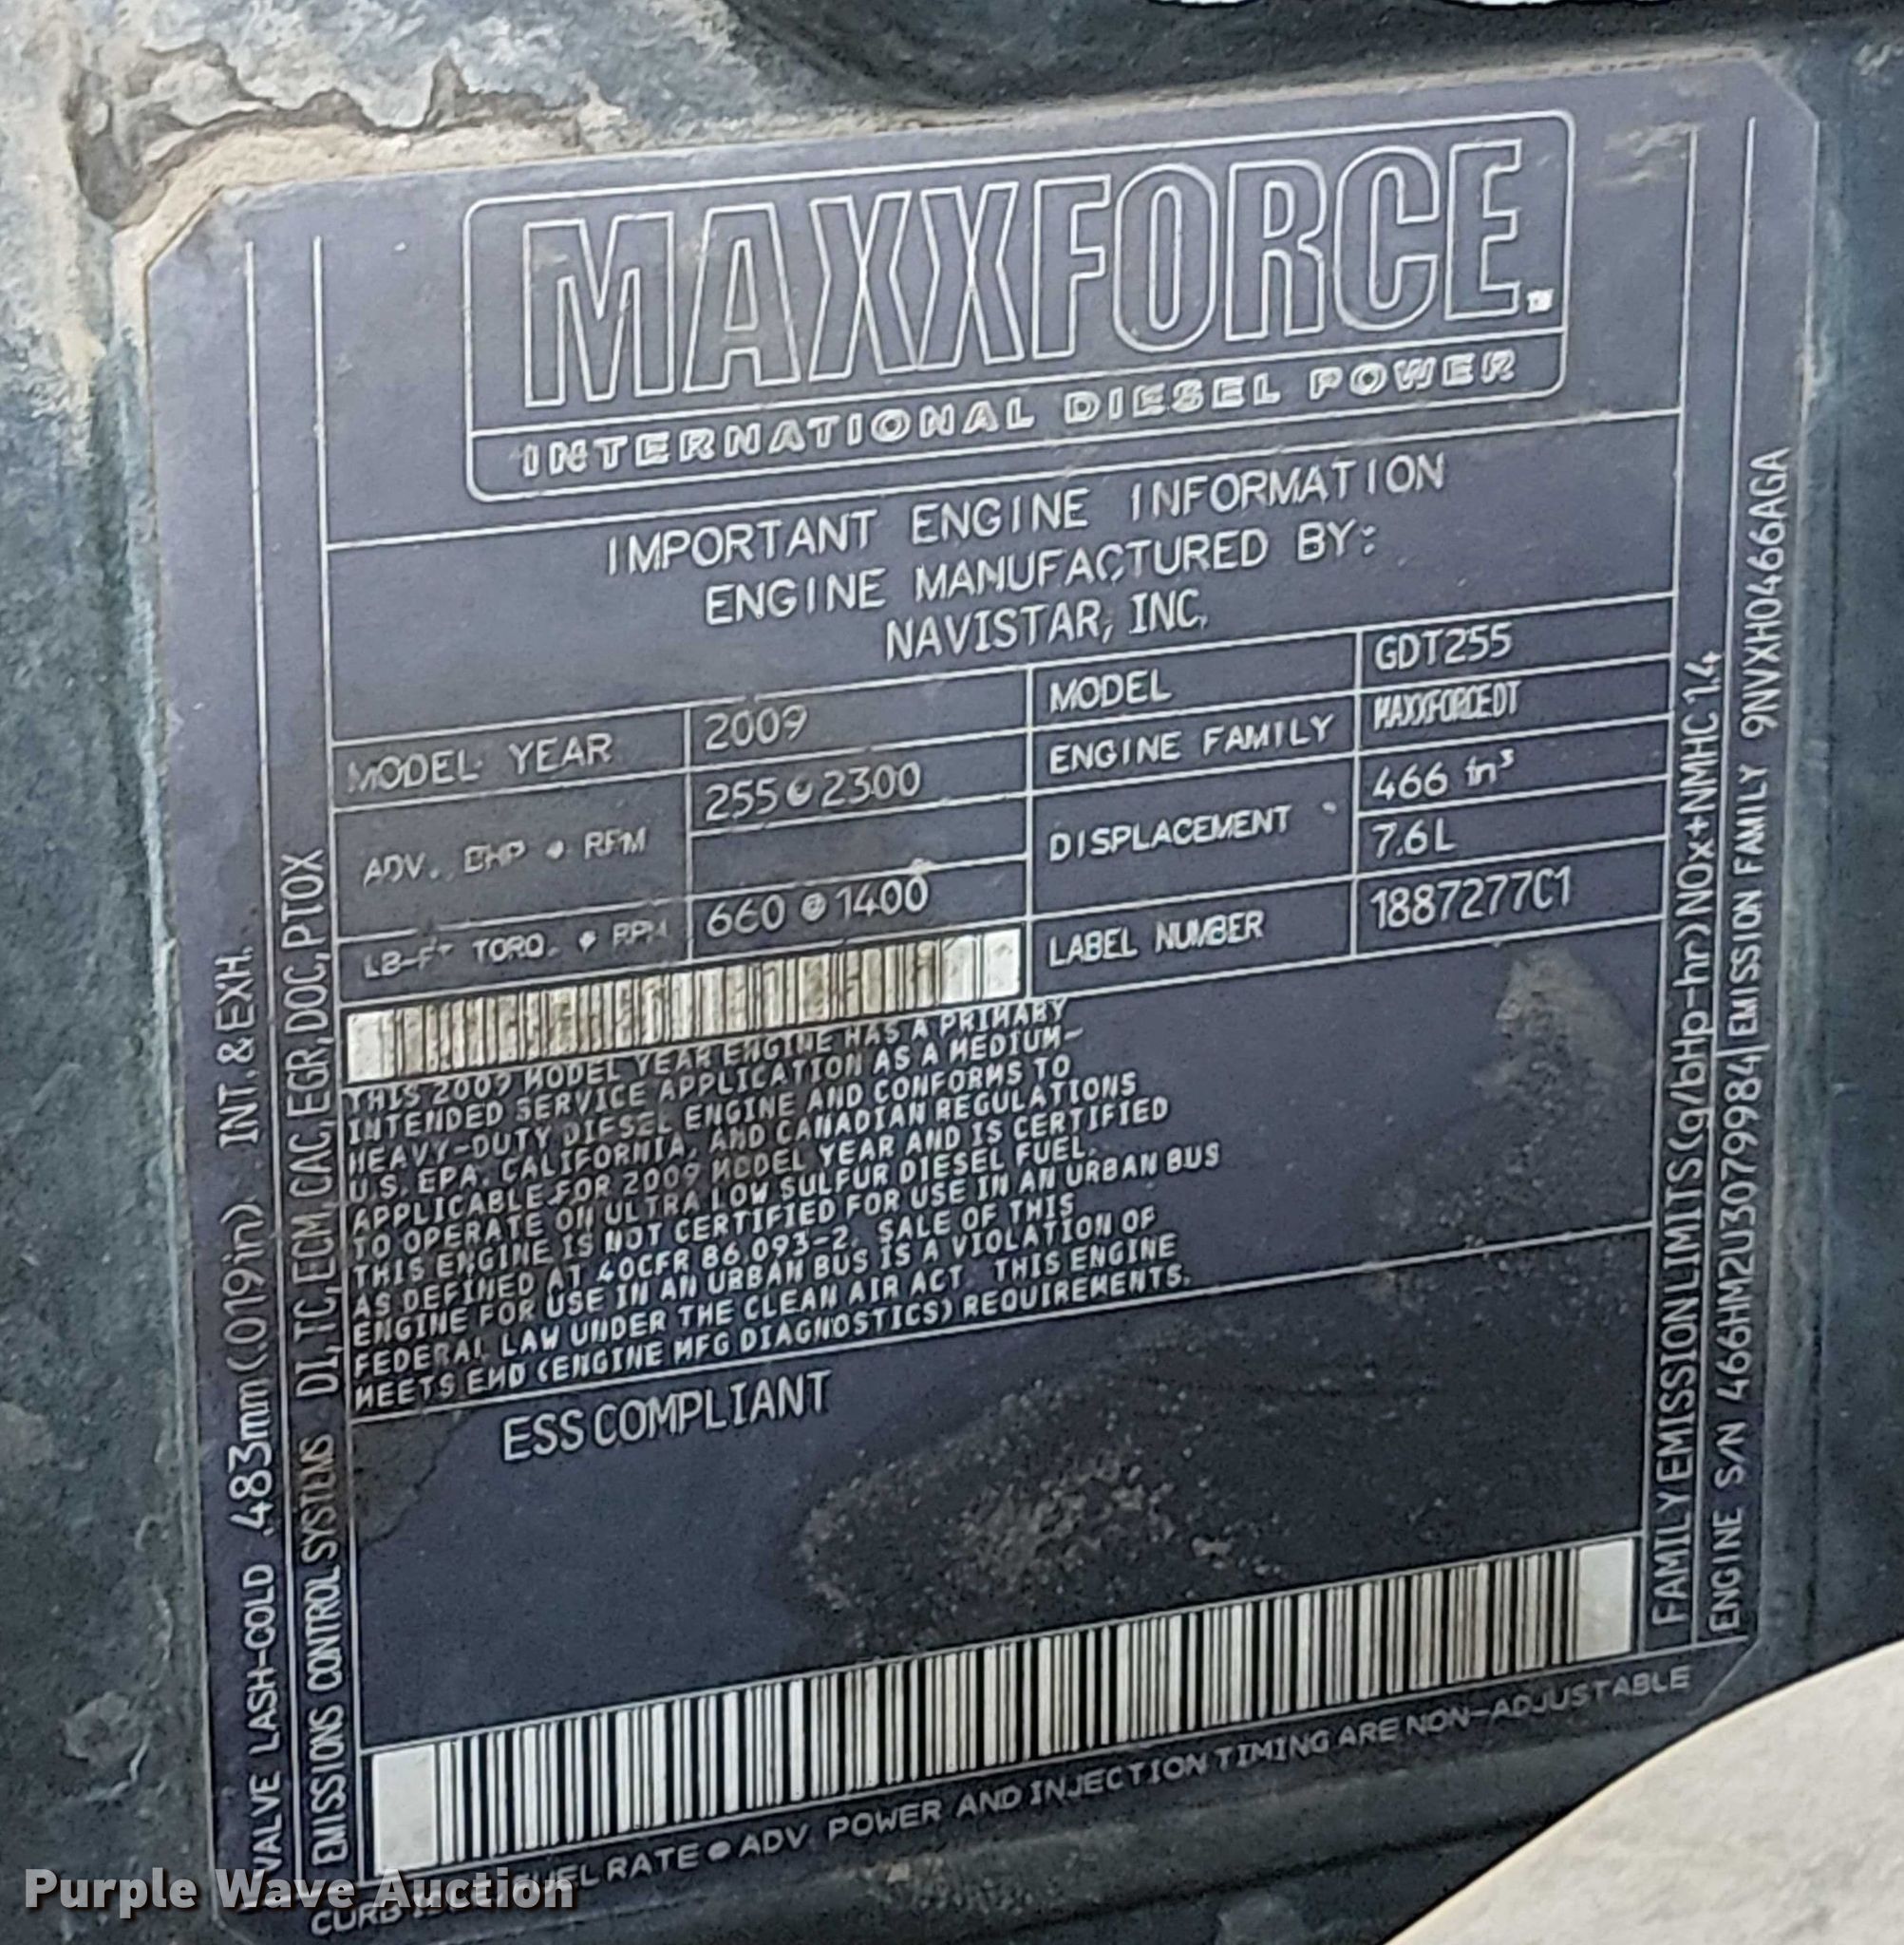 MAXXFORCE™
INTERNATIONAL DIESEL POWER
IMPORTANT ENGINE INFORMATION
ENGINE MANUFACTURED BY:
NAVISTAR, INC.
MODEL YEAR 2009
ADV. BHP @ RPM 255@2300
LB-FT TORQ. @ RPM 660@1400
MODEL GDT255
ENGINE FAMILY MAXXFORCEDT
DISPLACEMENT 466 in³
7.6L
LABEL NUMBER 1887277C1
THIS 2009 MODEL YEAR ENGINE HAS A PRIMARY
INTENDED SERVICE APPLICATION AS A MEDIUM-
HEAVY-DUTY DIESEL ENGINE AND CONFORMS TO
U.S. EPA, CALIFORNIA, AND CANADIAN REGULATIONS
APPLICABLE FOR 2009 MODEL YEAR AND IS CERTIFIED
TO OPERATE ON ULTRA LOW SULFUR DIESEL FUEL.
THIS ENGINE IS NOT CERTIFIED FOR USE IN AN URBAN BUS
AS DEFINED AT 40CFR 86.093-2. SALE OF THIS
ENGINE FOR USE IN AN URBAN BUS IS A VIOLATION OF
FEDERAL LAW UNDER THE CLEAN AIR ACT. THIS ENGINE
MEETS EMD (ENGINE MFG DIAGNOSTICS) REQUIREMENTS.
ESS COMPLIANT
VALVE LASH-COLD .483mm(.019in) INT.&EXH.
EMISSIONS CONTROL SYSTEMS DI,TC,ECM,CAC,EGR,DOC,PTOX
FAMILY EMISSION LIMITS (g/bHp-hr) NOx+NMHC 1.4
ENGINE S/N 466HM2U3079984 EMISSION FAMILY 9NVXH0466AGA
CURB IDLE, FUEL RATE @ ADV. POWER AND INJECTION TIMING ARE NON-ADJUSTABLE
Purple Wave Auction